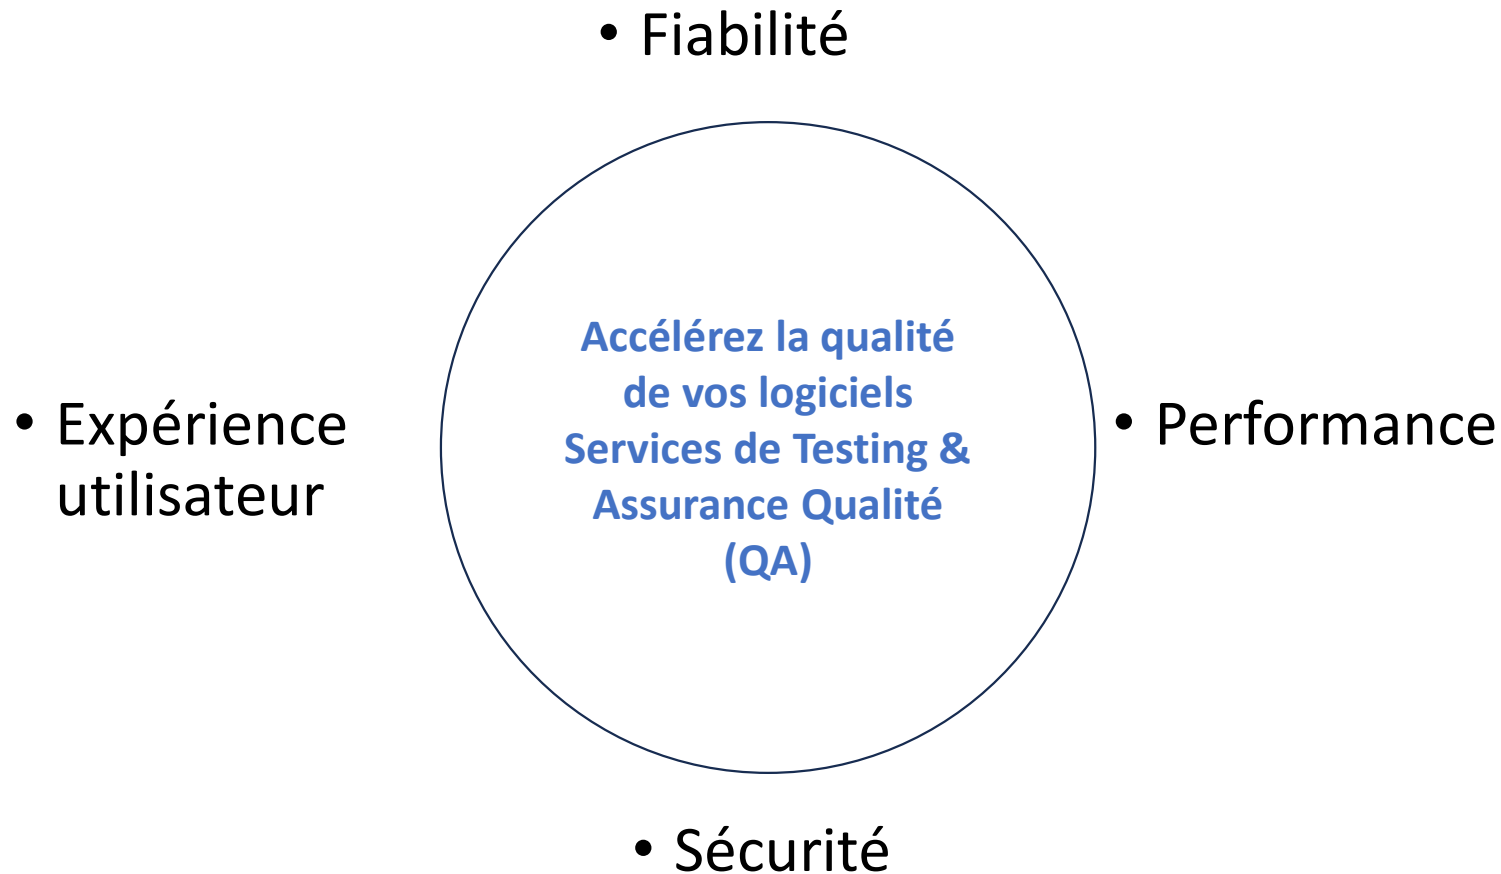 • Fiabilité
Accélérez la qualité
de vos logiciels
Services de Testing &
Assurance Qualité
(QA)
• Expérience
utilisateur
• Performance
• Sécurité